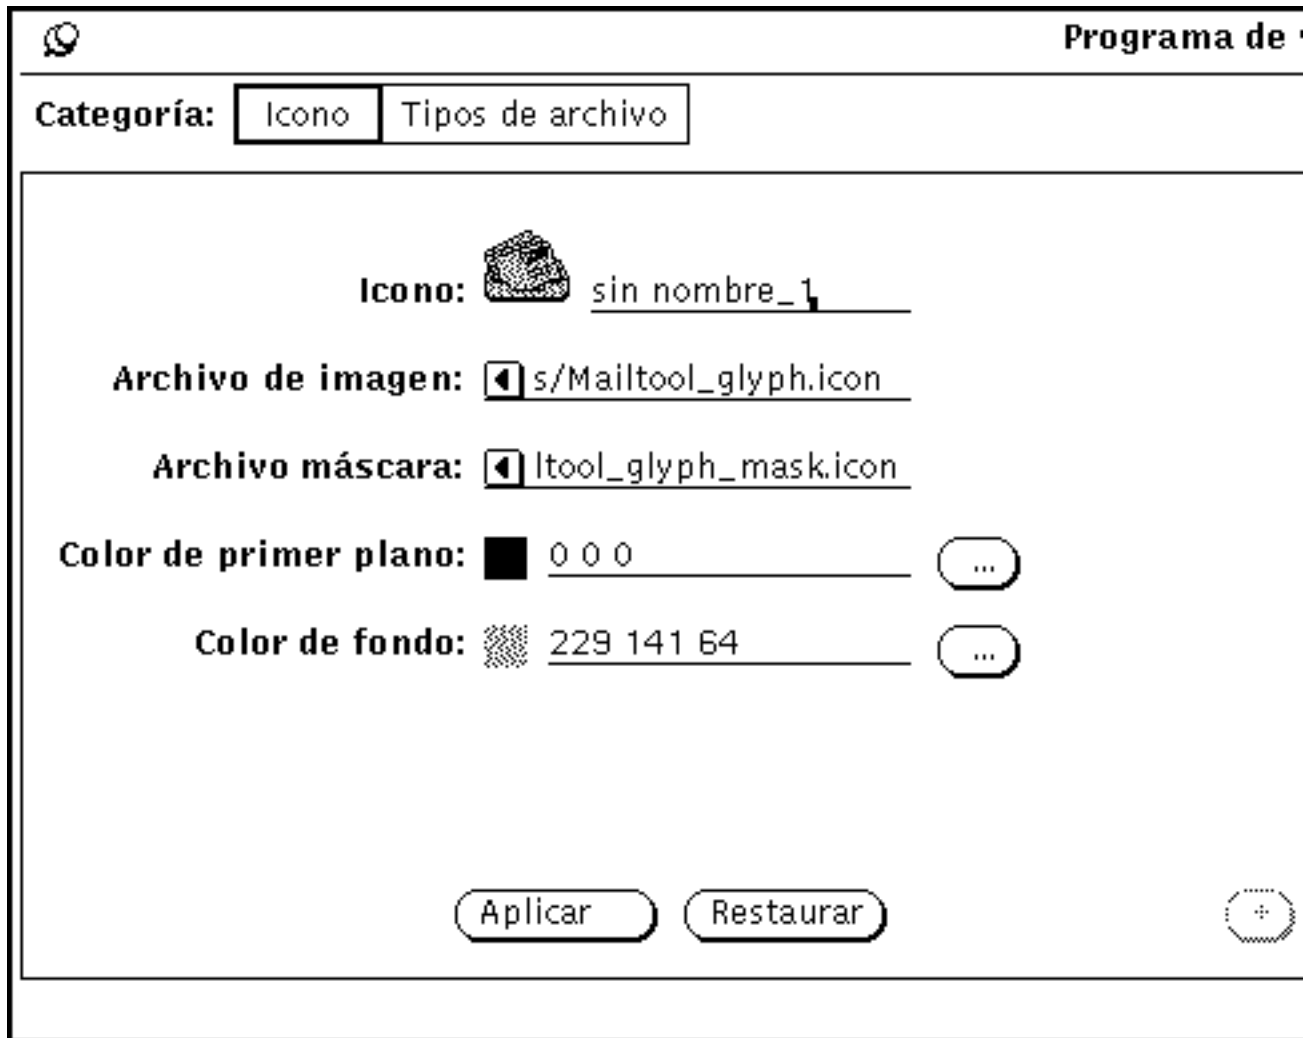 Programa de
Categoría: Icono Tipos de archivo
Icono: sin nombre_1
Archivo de imagen: s/Mailtool_glyph.icon
Archivo máscara: ltool_glyph_mask.icon
Color de primer plano: 0 0 0 ...
Color de fondo: 229 141 64 ...
Aplicar Restaurar +